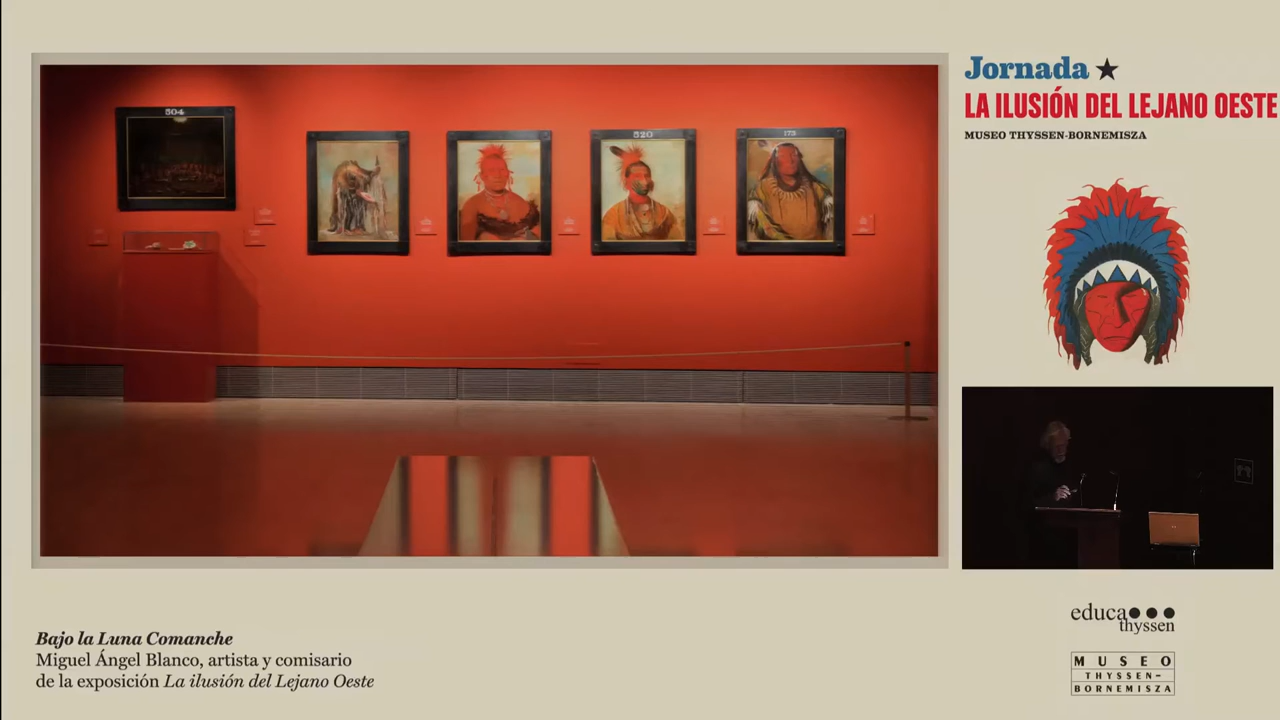 Jornada ★
LA ILUSIÓN DEL LEJANO OESTE
MUSEO THYSSEN-BORNEMISZA
504
520
173
Bajo la Luna Comanche
Miguel Ángel Blanco, artista y comisario
de la exposición La ilusión del Lejano Oeste
educa
thyssen
MUSEO
THYSSEN-
BORNEMISZA